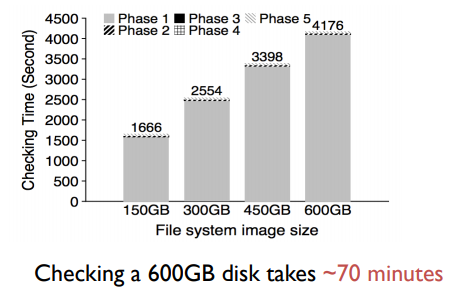 4500
4000
3500
3000
2500
2000
1500
1000
500
0
Checking Time (Second)
Phase 1 Phase 3 Phase 5
Phase 2 Phase 4
1666
2554
3398
4176
150GB 300GB 450GB 600GB
File system image size
Checking a 600GB disk takes ~70 minutes